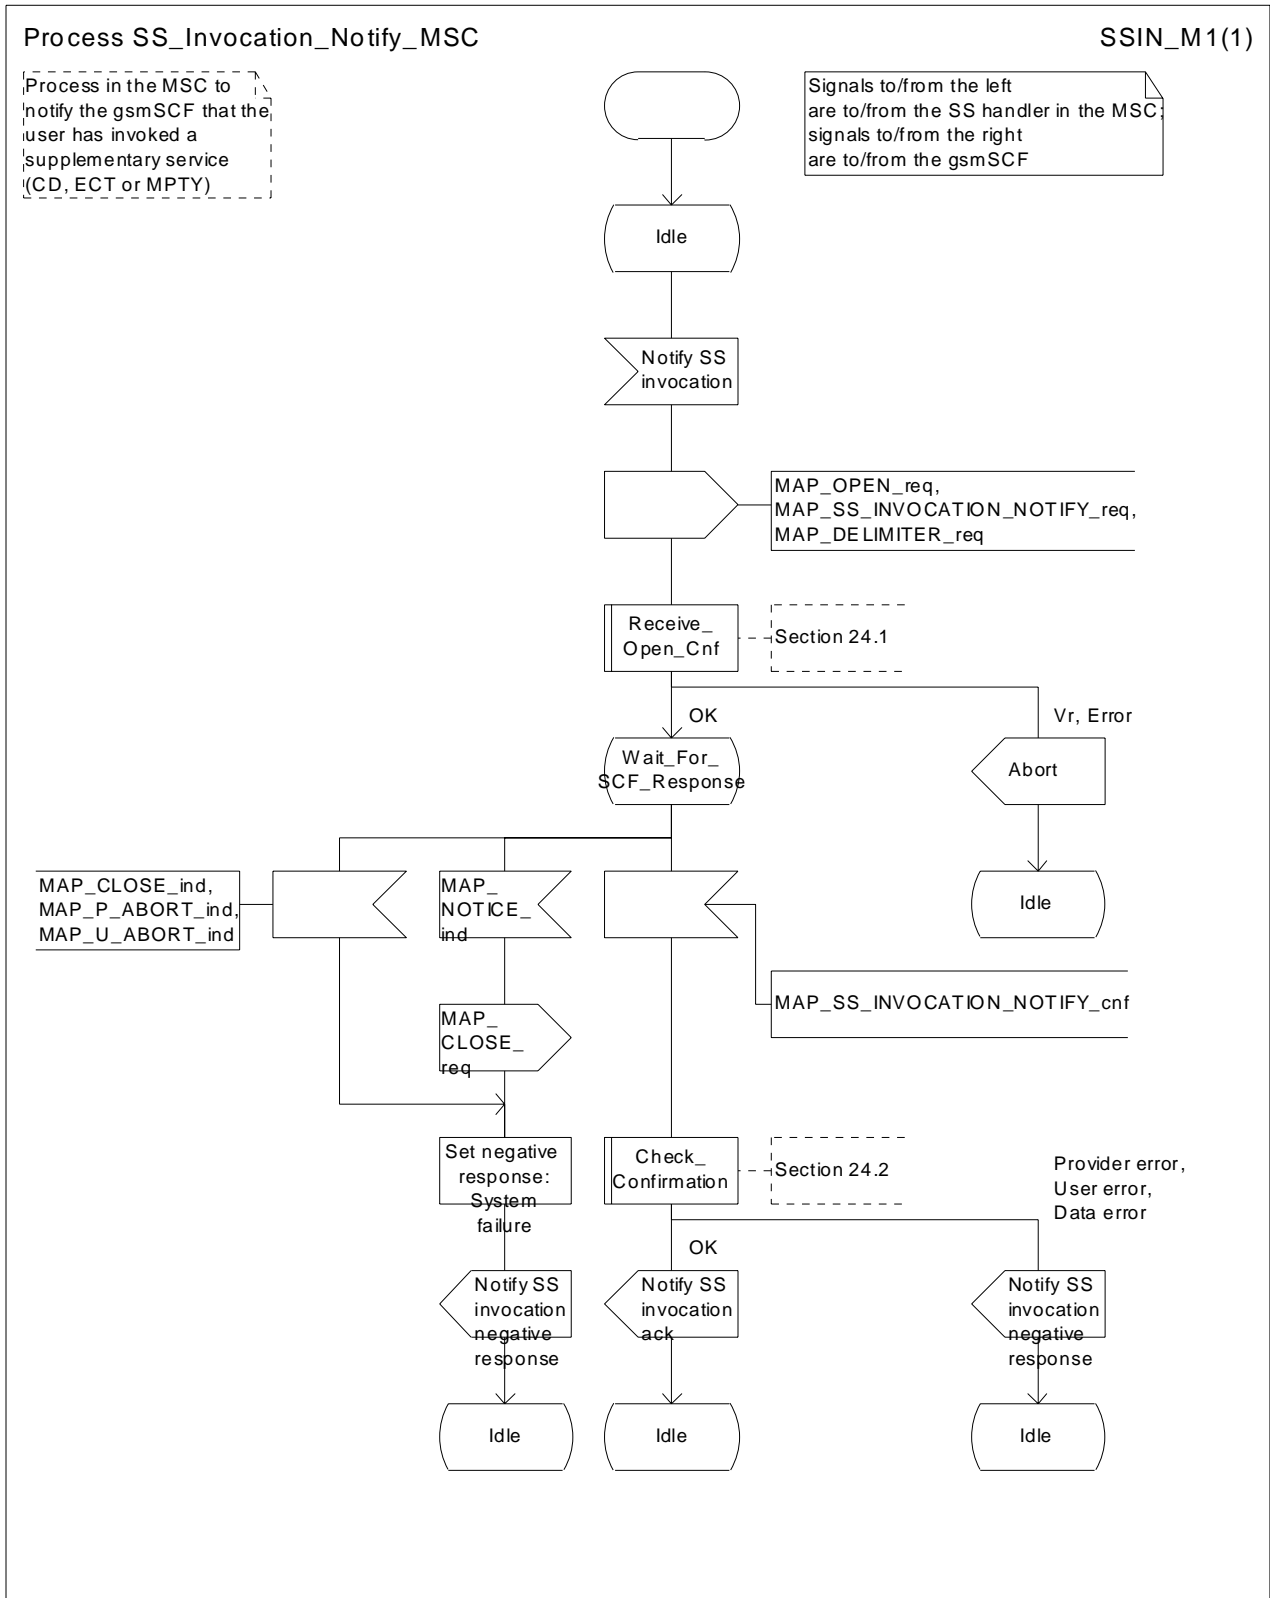 Process SS_Invocation_Notify_MSC
SSIN_M1(1)
Process in the MSC to
notify the gsmSCF that the
user has invoked a
supplementary service
(CD, ECT or MPTY)
Signals to/from the left
are to/from the SS handler in the MSC;
signals to/from the right
are to/from the gsmSCF
Idle
Notify SS
invocation
MAP_OPEN_req,
MAP_SS_INVOCATION_NOTIFY_req,
MAP_DELIMITER_req
Receive_
Open_Cnf
Section 24.1
OK
Vr, Error
Wait_For_
SCF_Response
Abort
MAP_CLOSE_ind,
MAP_P_ABORT_ind,
MAP_U_ABORT_ind
MAP_
NOTICE_
ind
Idle
MAP_SS_INVOCATION_NOTIFY_cnf
MAP_
CLOSE_
req
Set negative
response:
System
failure
Check_
Confirmation
Section 24.2
Provider error,
User error,
Data error
OK
Notify SS
invocation
negative
response
Notify SS
invocation
ack
Notify SS
invocation
negative
response
Idle
Idle
Idle